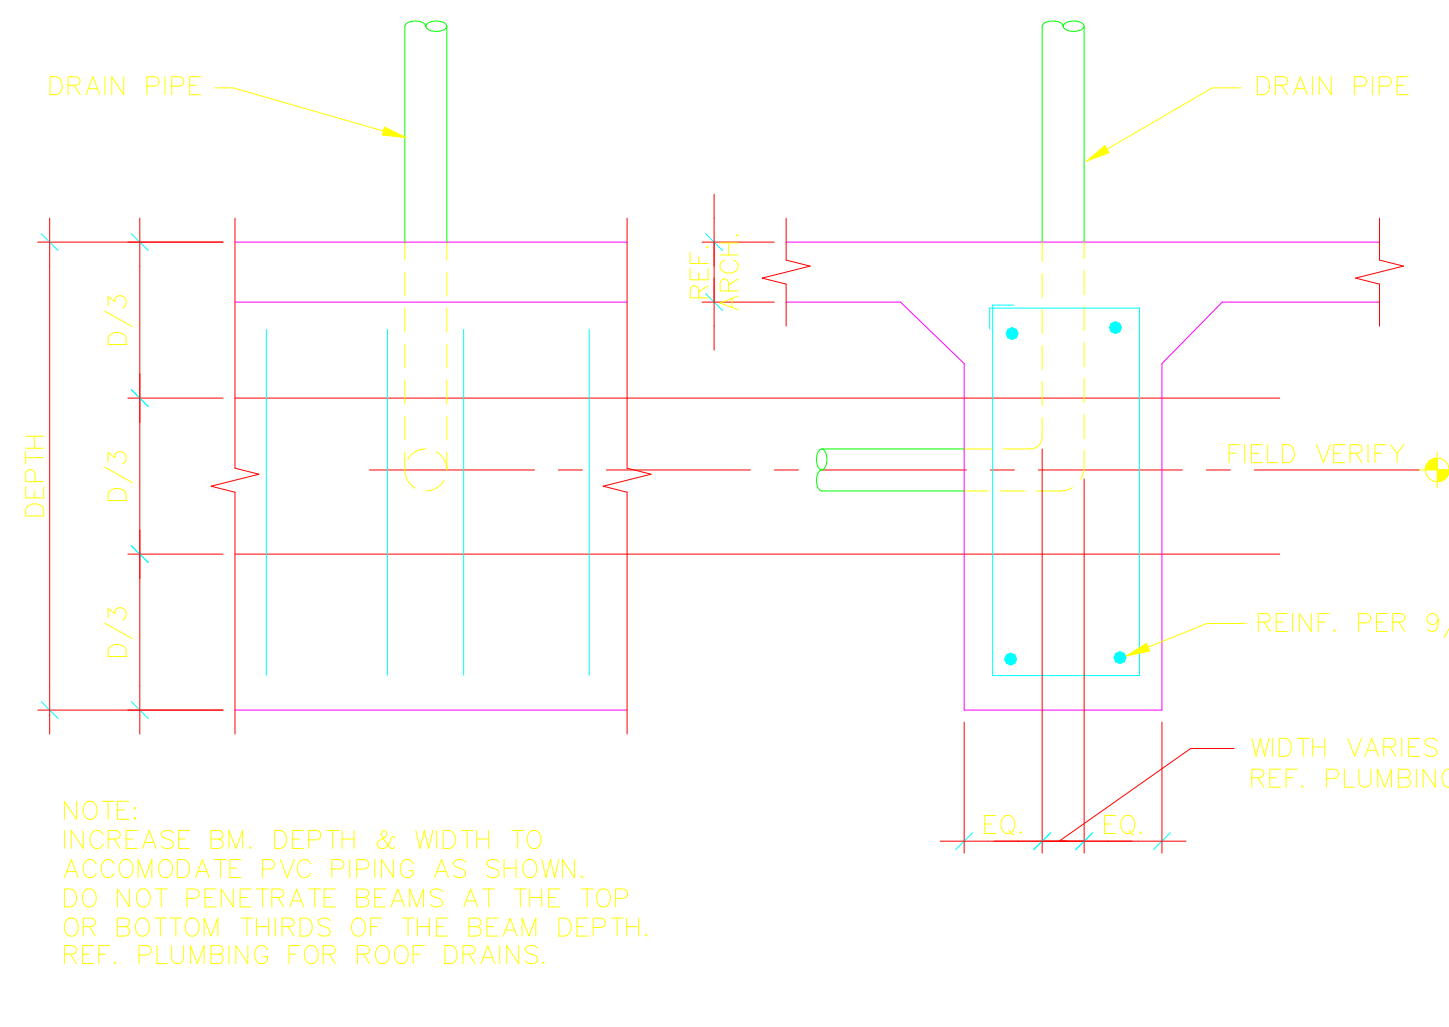 DRAIN PIPE
DRAIN PIPE
REF.
ARCH.
D/3
D/3
D/3
DEPTH
FIELD VERIFY
REINF. PER 9/
WIDTH VARIES
REF. PLUMBING
EQ.
EQ.
NOTE:
INCREASE BM. DEPTH & WIDTH TO
ACCOMODATE PVC PIPING AS SHOWN.
DO NOT PENETRATE BEAMS AT THE TOP
OR BOTTOM THIRDS OF THE BEAM DEPTH.
REF. PLUMBING FOR ROOF DRAINS.